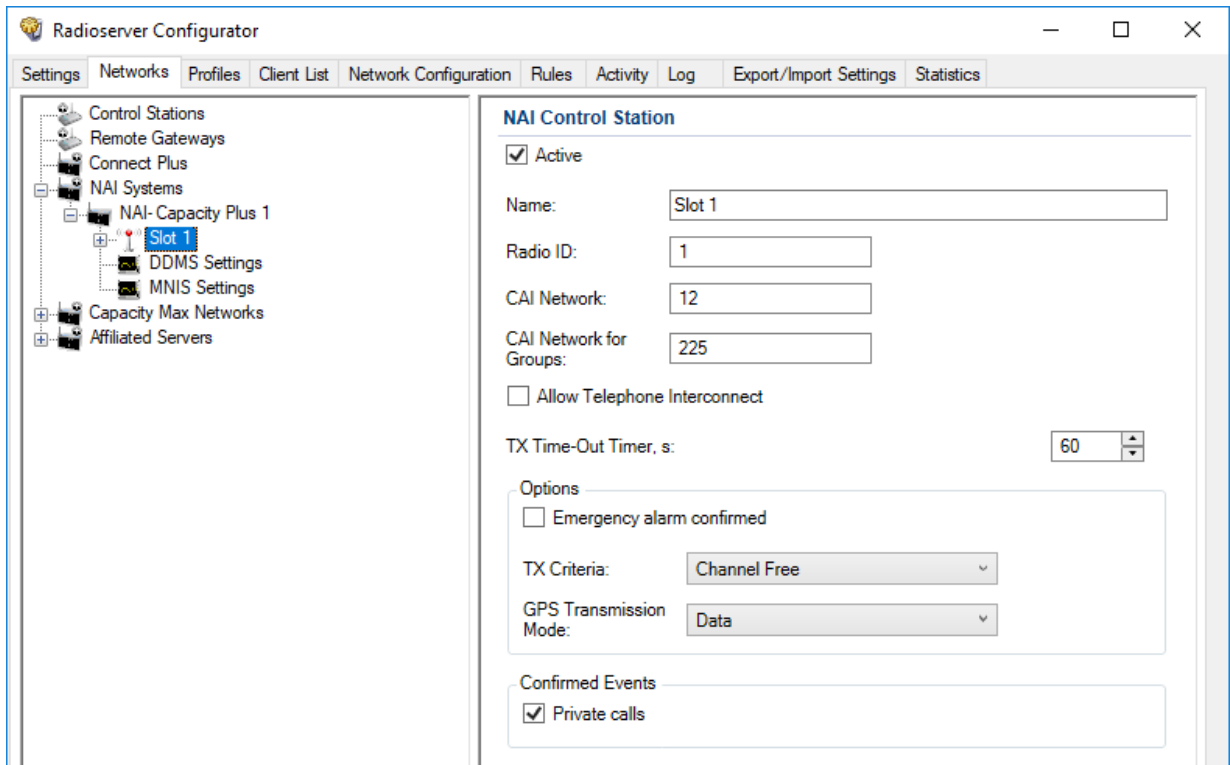 Radioserver Configurator
Settings Networks Profiles Client List Network Configuration Rules Activity Log Export/Import Settings Statistics
Control Stations
Remote Gateways
Connect Plus
NAI Systems
NAI- Capacity Plus 1
Slot 1
DDMS Settings
MNIS Settings
Capacity Max Networks
Affiliated Servers
NAI Control Station
Active
Name: Slot 1
Radio ID: 1
CAI Network: 12
CAI Network for
Groups: 225
Allow Telephone Interconnect
TX Time-Out Timer, s: 60
Options
Emergency alarm confirmed
TX Criteria: Channel Free
GPS Transmission
Mode: Data
Confirmed Events
Private calls